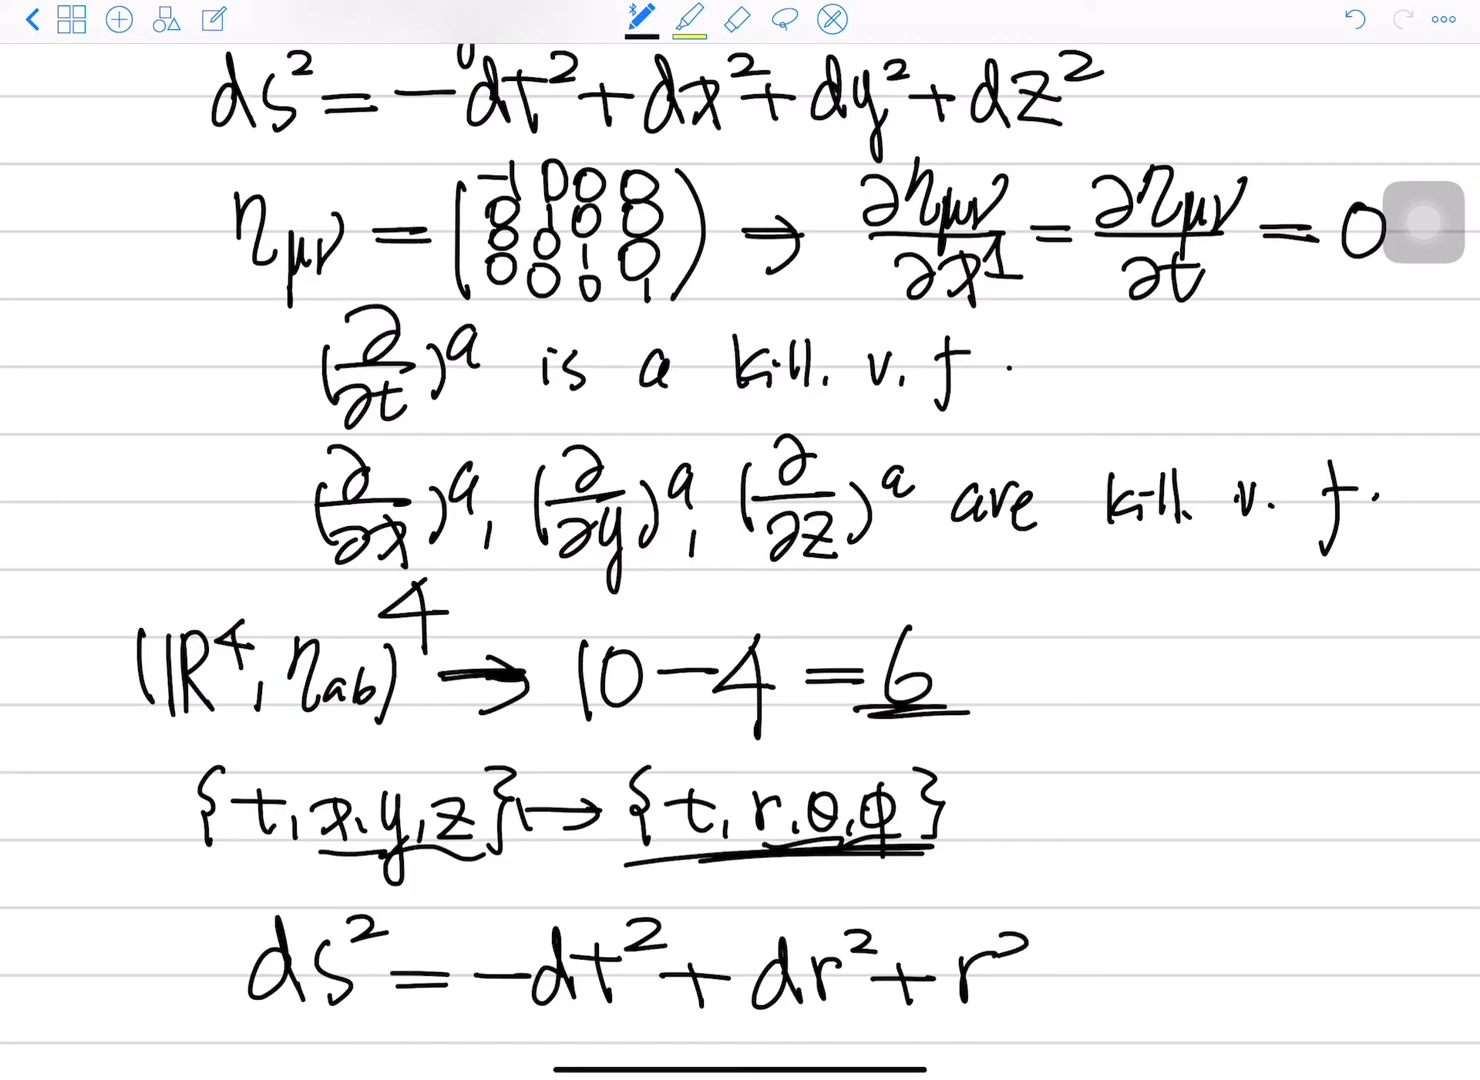 ds² = -dt² + dx² + dy² + dz²
η_μν = (-1 0 0 0 0 1 0 0 0 0 1 0 0 0 0 1) → ∂η_μν/∂x¹ = ∂η_μν/∂t = 0
(∂/∂t)^a is a kill. v. f.
(∂/∂x)^a, (∂/∂y)^a, (∂/∂z)^a are kill. v. f.
4
(ℝ⁴, η_ab) → 10 - 4 = 6
{t, x, y, z} ↦ {t, r, θ, φ}
ds² = -dt² + dr² + r²